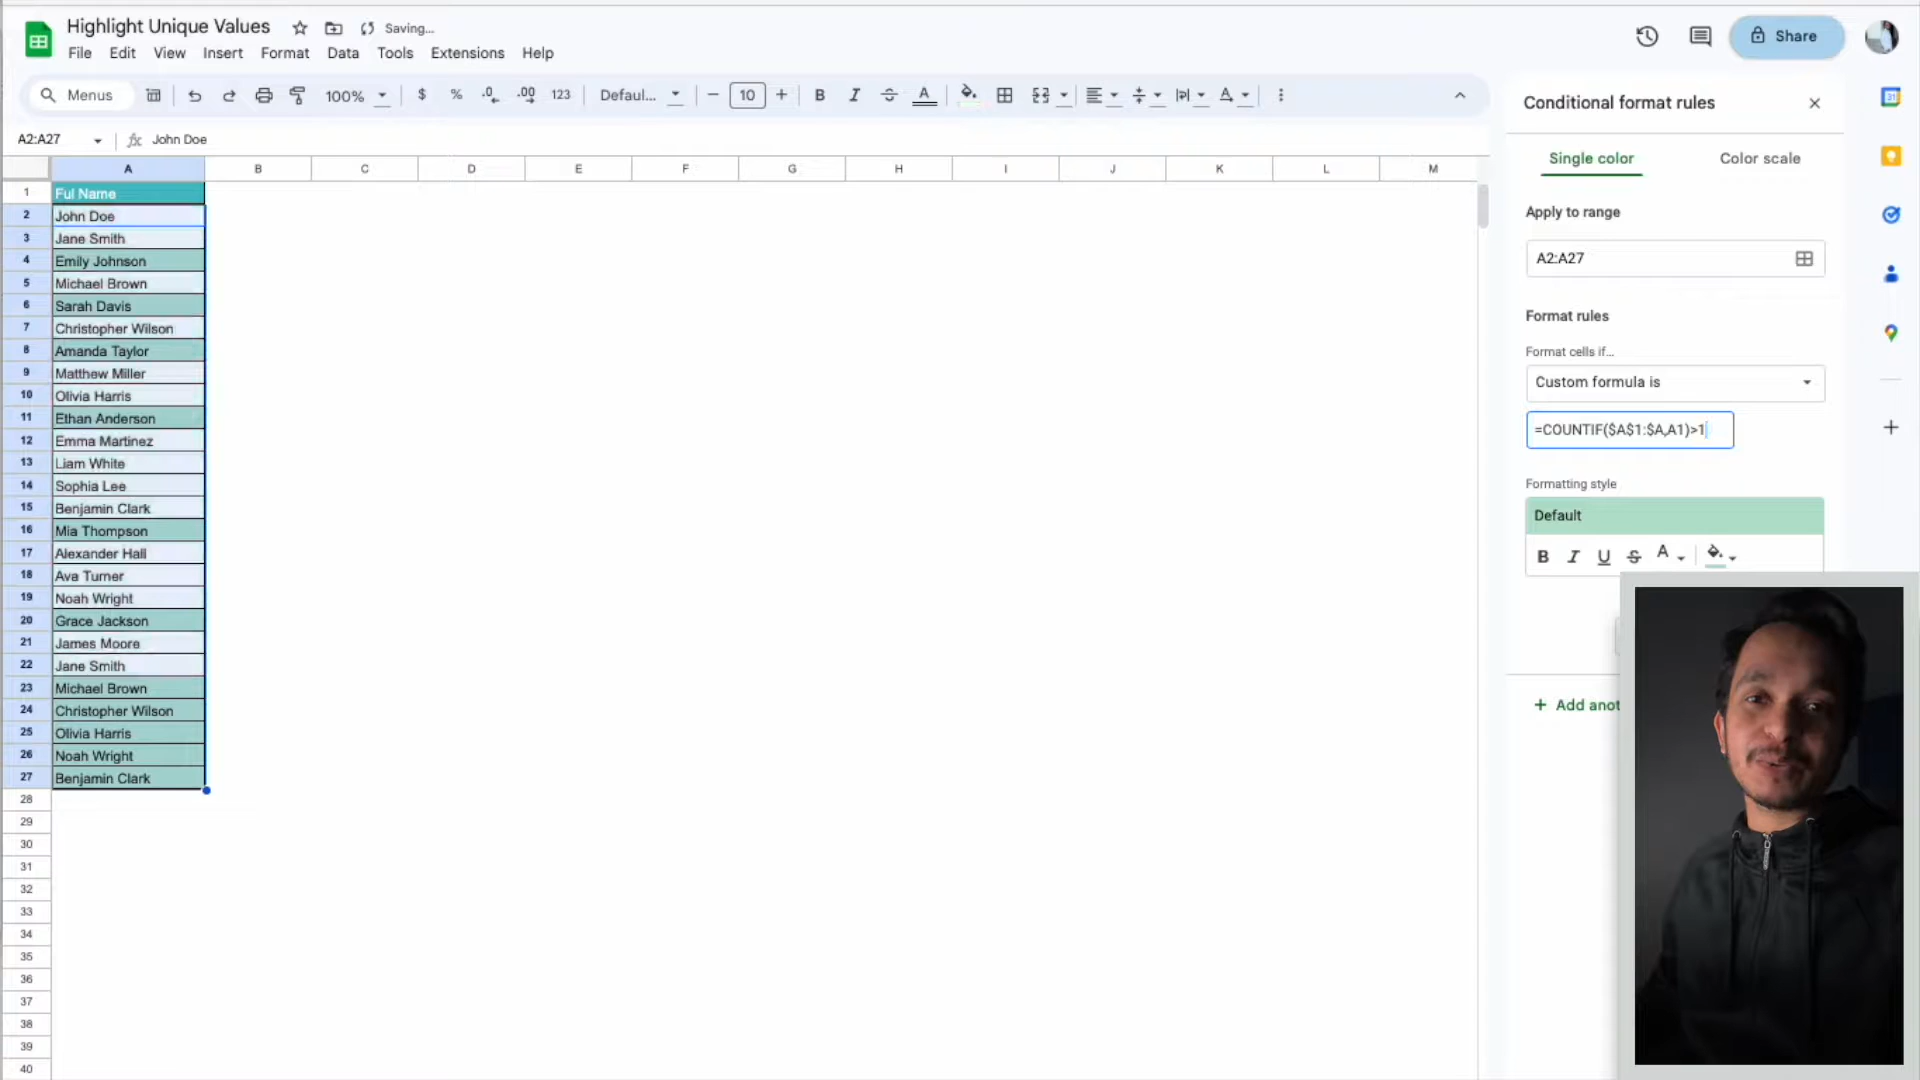 Highlight Unique Values
Saving...
File Edit View Insert Format Data Tools Extensions Help
Share
Menus 100% $ % .0 .00 123 Defaul... 10 B I S A
A2:A27 fx John Doe
A B C D E F G H I J K L M
1 Ful Name
2 John Doe
3 Jane Smith
4 Emily Johnson
5 Michael Brown
6 Sarah Davis
7 Christopher Wilson
8 Amanda Taylor
9 Matthew Miller
10 Olivia Harris
11 Ethan Anderson
12 Emma Martinez
13 Liam White
14 Sophia Lee
15 Benjamin Clark
16 Mia Thompson
17 Alexander Hall
18 Ava Turner
19 Noah Wright
20 Grace Jackson
21 James Moore
22 Jane Smith
23 Michael Brown
24 Christopher Wilson
25 Olivia Harris
26 Noah Wright
27 Benjamin Clark
28
29
30
31
32
33
34
35
36
37
38
39
40
Conditional format rules
Single color Color scale
Apply to range
A2:A27
Format rules
Format cells if...
Custom formula is
=COUNTIF($A$1:$A,A1)>1
Formatting style
Default
B I U S A
+ Add anot
31